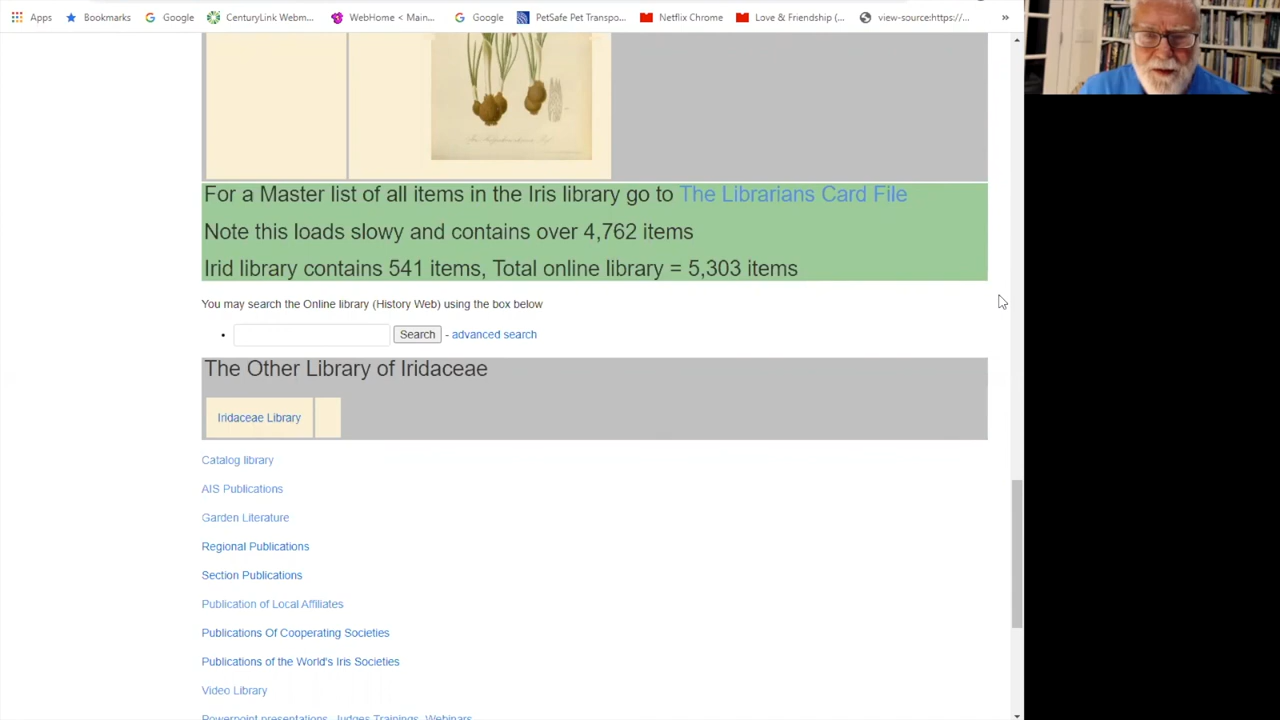 Apps Bookmarks Google CenturyLink Webm... WebHome < Main... Google PetSafe Pet Transpo... Netflix Chrome Love & Friendship (... view-source:https://... »
For a Master list of all items in the Iris library go to The Librarians Card File
Note this loads slowy and contains over 4,762 items
Irid library contains 541 items, Total online library = 5,303 items
You may search the Online library (History Web) using the box below
Search - advanced search
The Other Library of Iridaceae
Iridaceae Library
Catalog library
AIS Publications
Garden Literature
Regional Publications
Section Publications
Publication of Local Affiliates
Publications Of Cooperating Societies
Publications of the World's Iris Societies
Video Library
Powerpoint presentations, Judges Trainings, Webinars